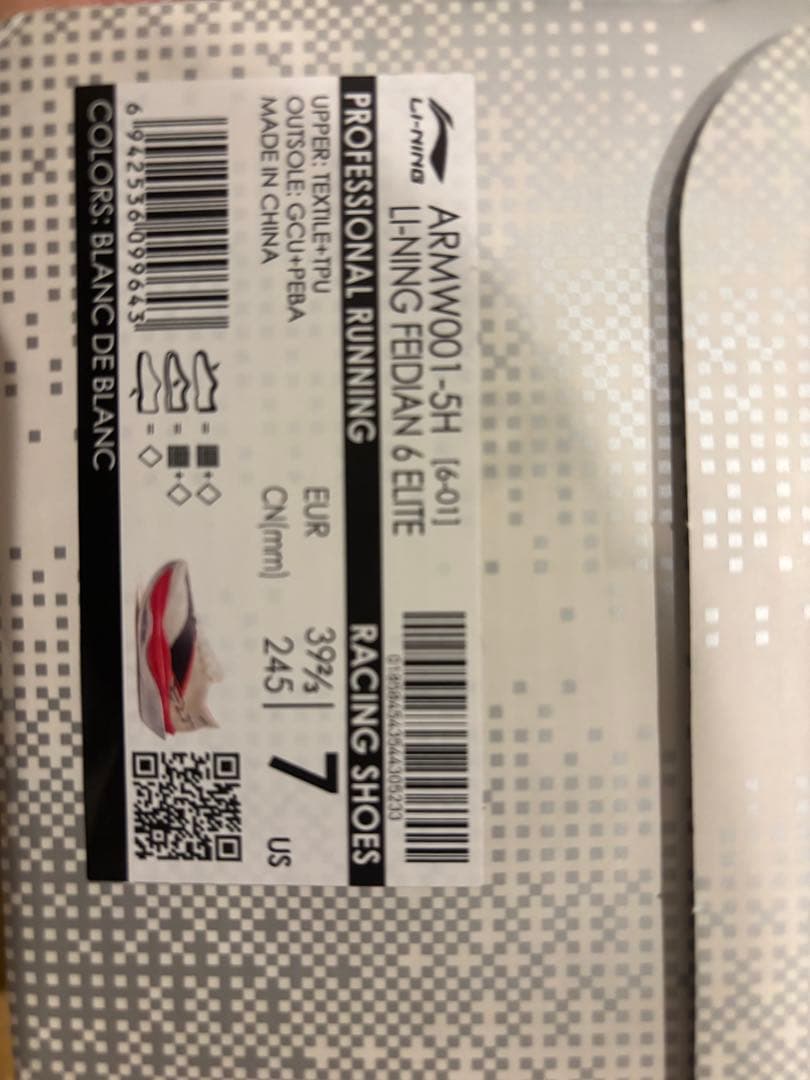 LI-NING
ARMW001-5H [6-01]
LI-NING FEIDIAN 6 ELITE
PROFESSIONAL RUNNING RACING SHOES
UPPER: TEXTILE+TPU
OUTSOLE: GCU+PEBA
MADE IN CHINA
EUR 39⅔
CN(mm) 245
7 US
6 942536 099643
COLORS: BLANC DE BLANC